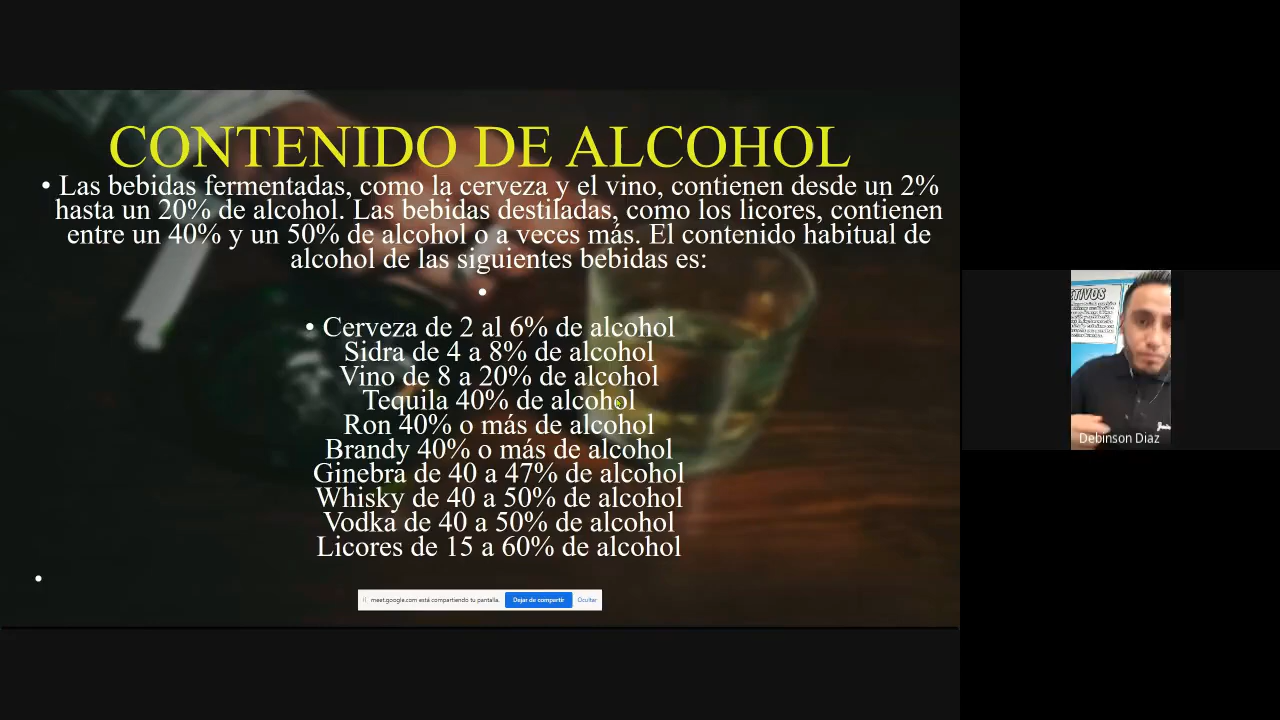 CONTENIDO DE ALCOHOL
• Las bebidas fermentadas, como la cerveza y el vino, contienen desde un 2%
hasta un 20% de alcohol. Las bebidas destiladas, como los licores, contienen
entre un 40% y un 50% de alcohol o a veces más. El contenido habitual de
alcohol de las siguientes bebidas es:
•
• Cerveza de 2 al 6% de alcohol
Sidra de 4 a 8% de alcohol
Vino de 8 a 20% de alcohol
Tequila 40% de alcohol
Ron 40% o más de alcohol
Brandy 40% o más de alcohol
Ginebra de 40 a 47% de alcohol
Whisky de 40 a 50% de alcohol
Vodka de 40 a 50% de alcohol
Licores de 15 a 60% de alcohol
•
meet.google.com está compartiendo tu pantalla. Dejar de compartir Ocultar
Debinson Diaz